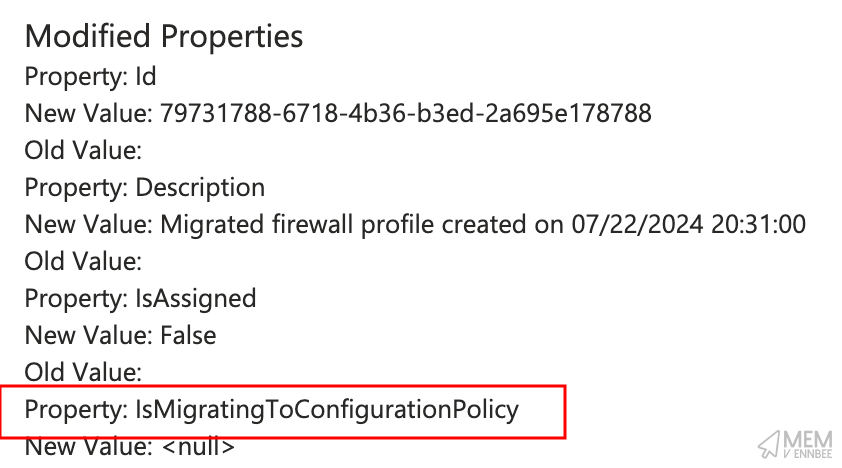 Modified Properties
Property: Id
New Value: 79731788-6718-4b36-b3ed-2a695e178788
Old Value:
Property: Description
New Value: Migrated firewall profile created on 07/22/2024 20:31:00
Old Value:
Property: IsAssigned
New Value: False
Old Value:
Property: IsMigratingToConfigurationPolicy
New Value: <null>
MEM
V ENNBEE